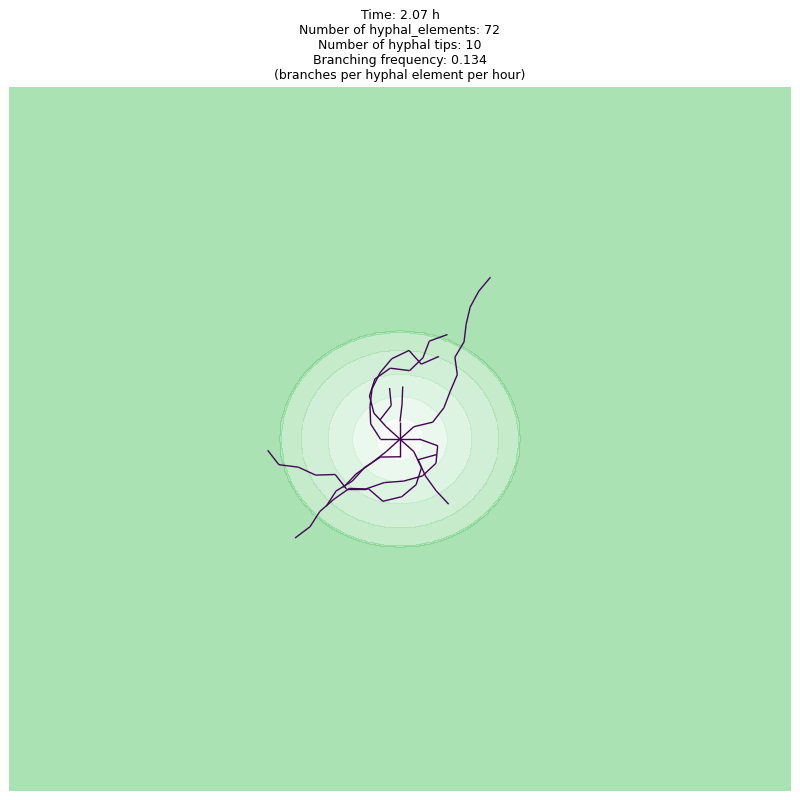 Time: 2.07 h
Number of hyphal_elements: 72
Number of hyphal tips: 10
Branching frequency: 0.134
(branches per hyphal element per hour)